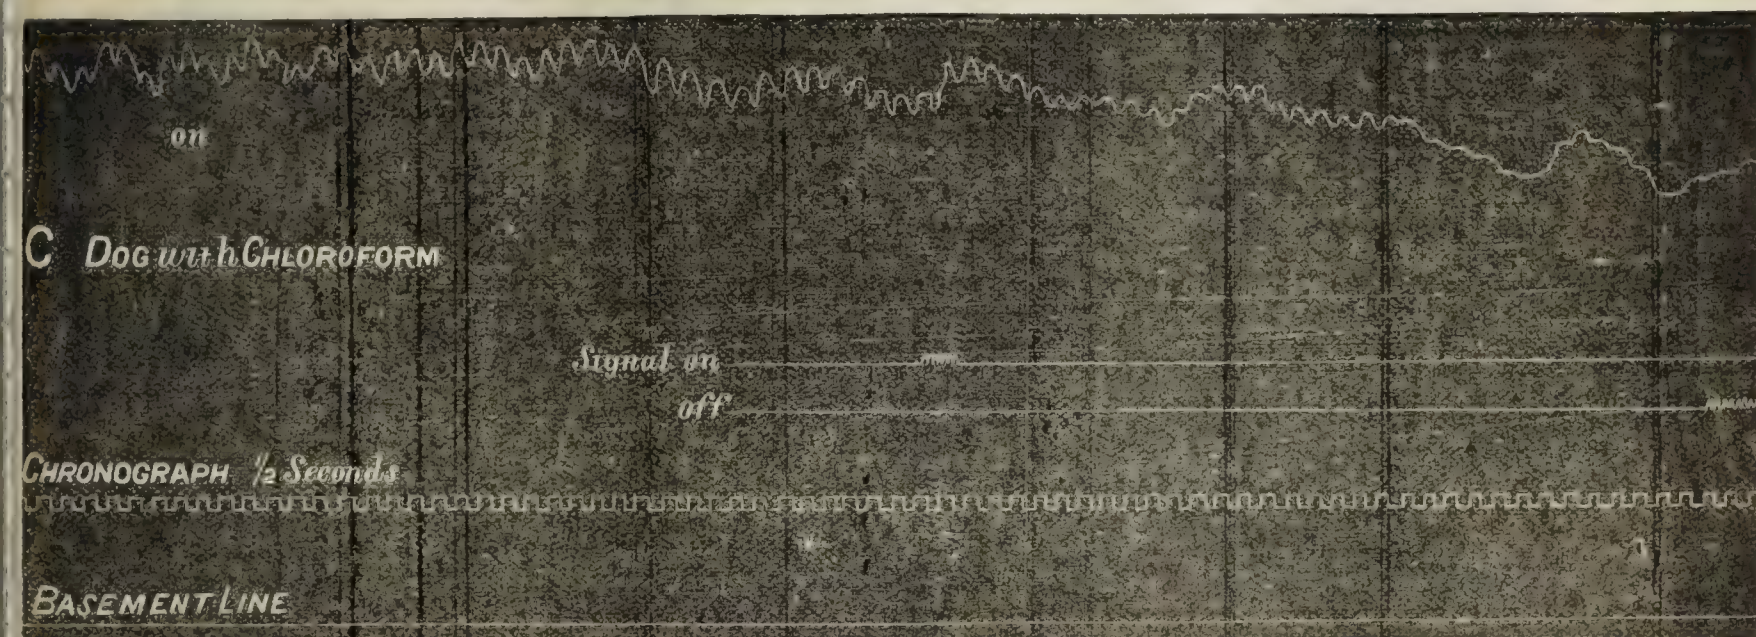 on
C DOG with CHLOROFORM
Signal on
off
CHRONOGRAPH ½ Seconds
BASEMENT LINE